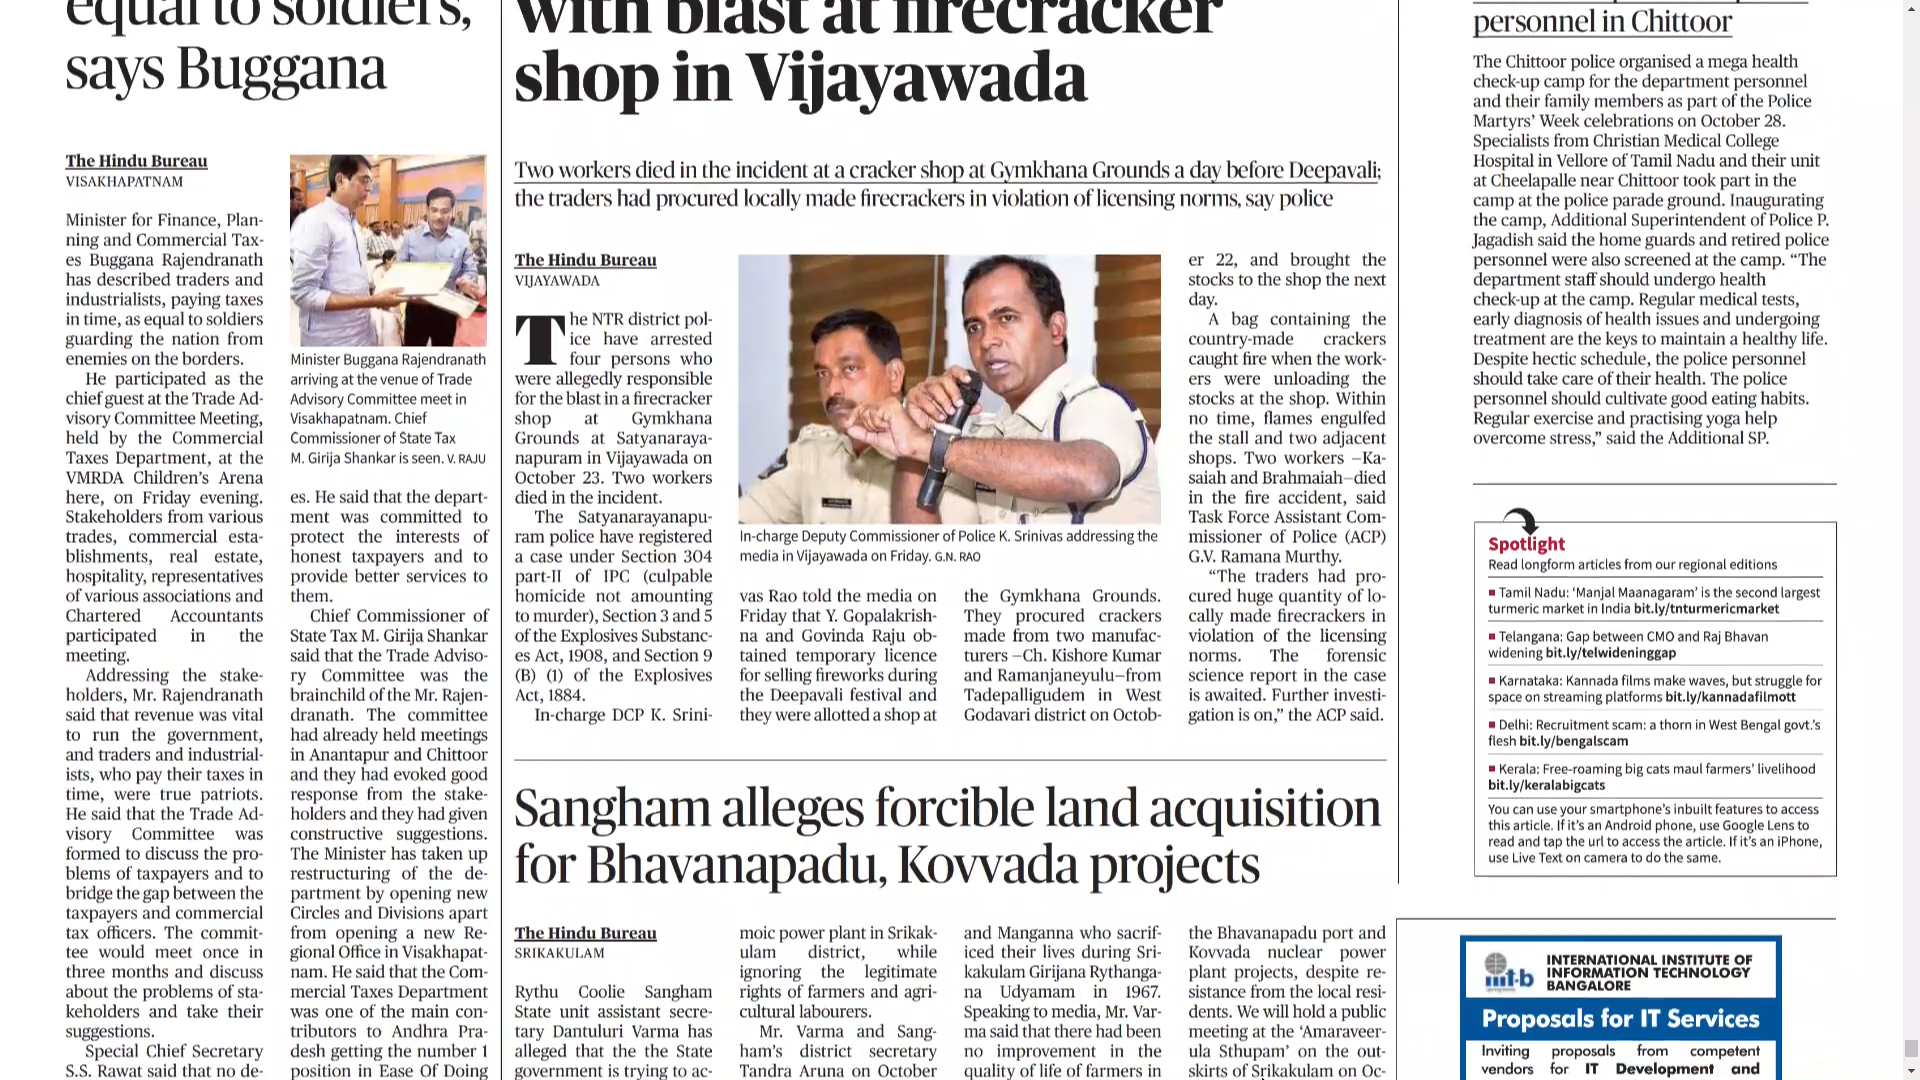 equal to soldiers,
says Buggana
The Hindu Bureau
VISAKHAPATNAM
Minister for Finance, Plan-
ning and Commercial Tax-
es Buggana Rajendranath
has described traders and
industrialists, paying taxes
in time, as equal to soldiers
guarding the nation from
enemies on the borders.
He participated as the
chief guest at the Trade Ad-
visory Committee Meeting,
held by the Commercial
Taxes Department, at the
VMRDA Children's Arena
here, on Friday evening.
Stakeholders from various
trades, commercial esta-
blishments, real estate,
hospitality, representatives
of various associations and
Chartered Accountants
participated in the
meeting.
Addressing the stake-
holders, Mr. Rajendranath
said that revenue was vital
to run the government,
and traders and industrial-
ists, who pay their taxes in
time, were true patriots.
He said that the Trade Ad-
visory Committee was
formed to discuss the pro-
blems of taxpayers and to
bridge the gap between the
taxpayers and commercial
tax officers. The commit-
tee would meet once in
three months and discuss
about the problems of sta-
keholders and take their
suggestions.
Special Chief Secretary
S.S. Rawat said that no de-
Minister Buggana Rajendranath
arriving at the venue of Trade
Advisory Committee meet in
Visakhapatnam. Chief
Commissioner of State Tax
M. Girija Shankar is seen. V. RAJU
es. He said that the depart-
ment was committed to
protect the interests of
honest taxpayers and to
provide better services to
them.
Chief Commissioner of
State Tax M. Girija Shankar
said that the Trade Adviso-
ry Committee was the
brainchild of the Mr. Rajen-
dranath. The committee
had already held meetings
in Anantapur and Chittoor
and they had evoked good
response from the stake-
holders and they had given
constructive suggestions.
The Minister has taken up
restructuring of the de-
partment by opening new
Circles and Divisions apart
from opening a new Re-
gional Office in Visakhapat-
nam. He said that the Com-
mercial Taxes Department
was one of the main con-
tributors to Andhra Pra-
desh getting the number 1
position in Ease Of Doing
with blast at firecracker
shop in Vijayawada
Two workers died in the incident at a cracker shop at Gymkhana Grounds a day before Deepavali;
the traders had procured locally made firecrackers in violation of licensing norms, say police
The Hindu Bureau
VIJAYAWADA
The NTR district pol-
ice have arrested
four persons who
were allegedly responsible
for the blast in a firecracker
shop at Gymkhana
Grounds at Satyanaraya-
napuram in Vijayawada on
October 23. Two workers
died in the incident.
The Satyanarayanapu-
ram police have registered
a case under Section 304
part-II of IPC (culpable
homicide not amounting
to murder), Section 3 and 5
of the Explosives Substanc-
es Act, 1908, and Section 9
(B) (1) of the Explosives
Act, 1884.
In-charge DCP K. Srini-
In-charge Deputy Commissioner of Police K. Srinivas addressing the
media in Vijayawada on Friday. G.N. RAO
vas Rao told the media on
Friday that Y. Gopalakrish-
na and Govinda Raju ob-
tained temporary licence
for selling fireworks during
the Deepavali festival and
they were allotted a shop at
the Gymkhana Grounds.
They procured crackers
made from two manufac-
turers –Ch. Kishore Kumar
and Ramanjaneyulu–from
Tadepalligudem in West
Godavari district on Octob-
er 22, and brought the
stocks to the shop the next
day.
A bag containing the
country-made crackers
caught fire when the work-
ers were unloading the
stocks at the shop. Within
no time, flames engulfed
the stall and two adjacent
shops. Two workers –Ka-
saiah and Brahmaiah–died
in the fire accident, said
Task Force Assistant Com-
missioner of Police (ACP)
G.V. Ramana Murthy.
"The traders had pro-
cured huge quantity of lo-
cally made firecrackers in
violation of the licensing
norms. The forensic
science report in the case
is awaited. Further investi-
gation is on," the ACP said.
Sangham alleges forcible land acquisition
for Bhavanapadu, Kovvada projects
The Hindu Bureau
SRIKAKULAM
Rythu Coolie Sangham
State unit assistant secre-
tary Dantuluri Varma has
alleged that the the State
government is trying to ac-
moic power plant in Srikak-
ulam district, while
ignoring the legitimate
rights of farmers and agri-
cultural labourers.
Mr. Varma and Sang-
ham's district secretary
Tandra Aruna on October
and Manganna who sacrif-
iced their lives during Sri-
kakulam Girijana Rythanga-
na Udyamam in 1967.
Speaking to media, Mr. Var-
ma said that there had been
no improvement in the
quality of life of farmers in
the Bhavanapadu port and
Kovvada nuclear power
plant projects, despite re-
sistance from the local resi-
dents. We will hold a public
meeting at the 'Amaraveer-
ula Sthupam' on the out-
skirts of Srikakulam on Oc-
personnel in Chittoor
The Chittoor police organised a mega health
check-up camp for the department personnel
and their family members as part of the Police
Martyrs' Week celebrations on October 28.
Specialists from Christian Medical College
Hospital in Vellore of Tamil Nadu and their unit
at Cheelapalle near Chittoor took part in the
camp at the police parade ground. Inaugurating
the camp, Additional Superintendent of Police P.
Jagadish said the home guards and retired police
personnel were also screened at the camp. "The
department staff should undergo health
check-up at the camp. Regular medical tests,
early diagnosis of health issues and undergoing
treatment are the keys to maintain a healthy life.
Despite hectic schedule, the police personnel
should take care of their health. The police
personnel should cultivate good eating habits.
Regular exercise and practising yoga help
overcome stress," said the Additional SP.
Spotlight
Read longform articles from our regional editions
Tamil Nadu: 'Manjal Maanagaram' is the second largest
turmeric market in India bit.ly/tnturmericmarket
Telangana: Gap between CMO and Raj Bhavan
widening bit.ly/telwideninggap
Karnataka: Kannada films make waves, but struggle for
space on streaming platforms bit.ly/kannadafilmott
Delhi: Recruitment scam: a thorn in West Bengal govt.'s
flesh bit.ly/bengalscam
Kerala: Free-roaming big cats maul farmers' livelihood
bit.ly/keralabigcats
You can use your smartphone's inbuilt features to access
this article. If it's an Android phone, use Google Lens to
read and tap the url to access the article. If it's an iPhone,
use Live Text on camera to do the same.
INTERNATIONAL INSTITUTE OF
INFORMATION TECHNOLOGY
BANGALORE
Proposals for IT Services
Inviting proposals from competent
vendors for IT Development and